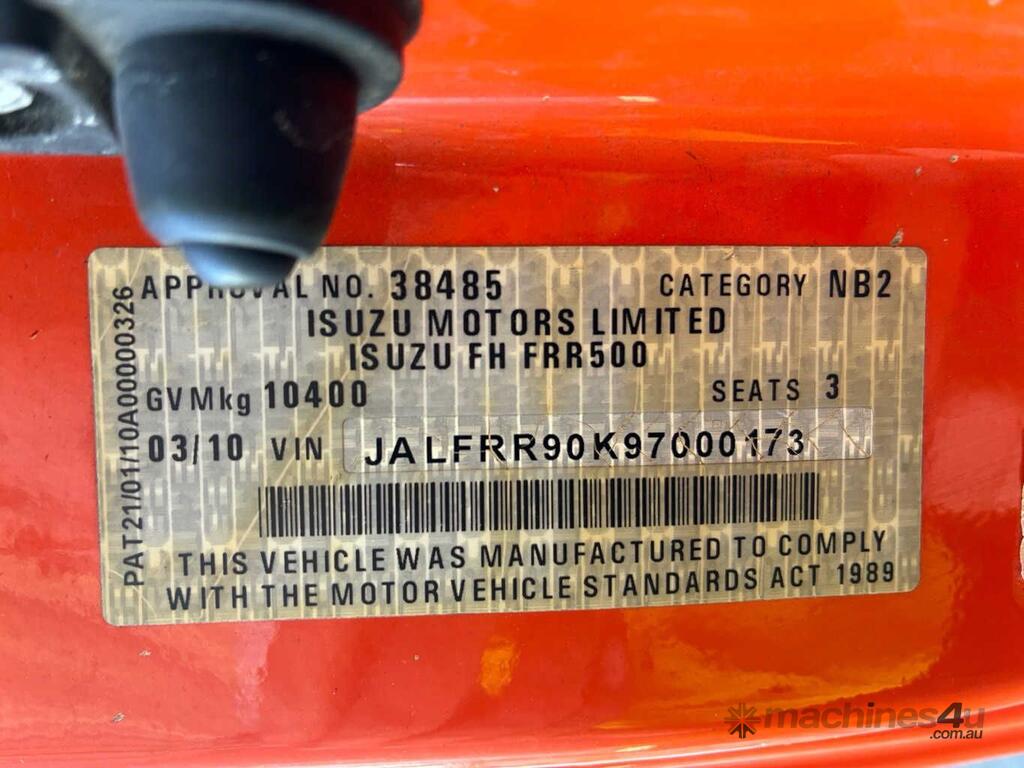 APPROVAL NO. 38485 CATEGORY NB2
ISUZU MOTORS LIMITED
ISUZU FH FRR500
GVMkg 10400 SEATS 3
03/10 VIN JALFRR90K97000173
THIS VEHICLE WAS MANUFACTURED TO COMPLY
WITH THE MOTOR VEHICLE STANDARDS ACT 1989
PAT21/01/10A00000326
machines4u
.com.au